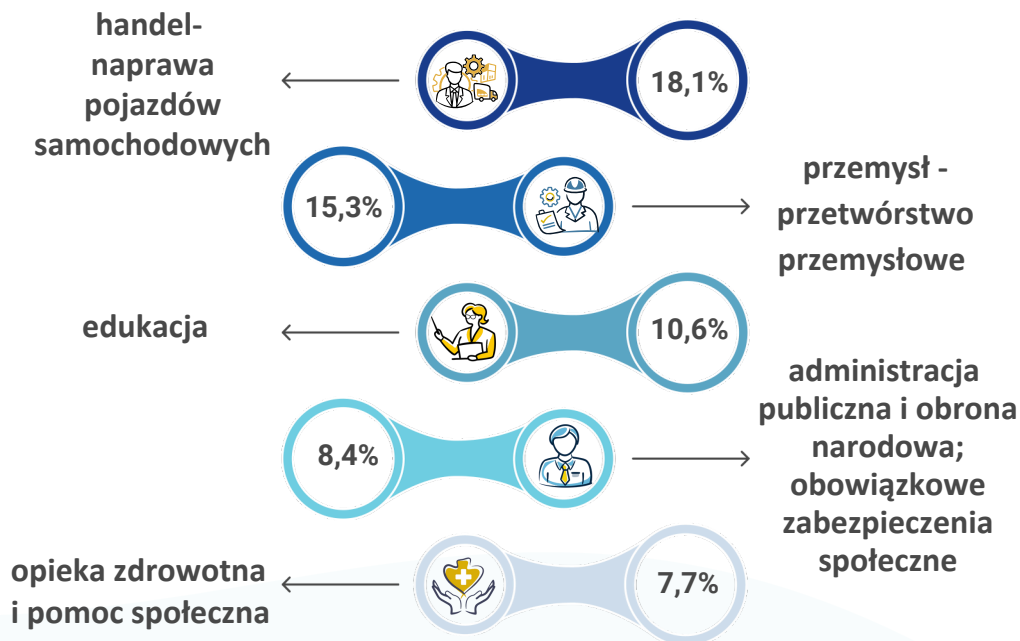 handel-
naprawa
pojazdów
samochodowych
18,1%
15,3%
przemysł -
przetwórstwo
przemysłowe
edukacja
10,6%
8,4%
administracja
publiczna i obrona
narodowa;
obowiązkowe
zabezpieczenia
społeczne
opieka zdrowotna
i pomoc społeczna
7,7%